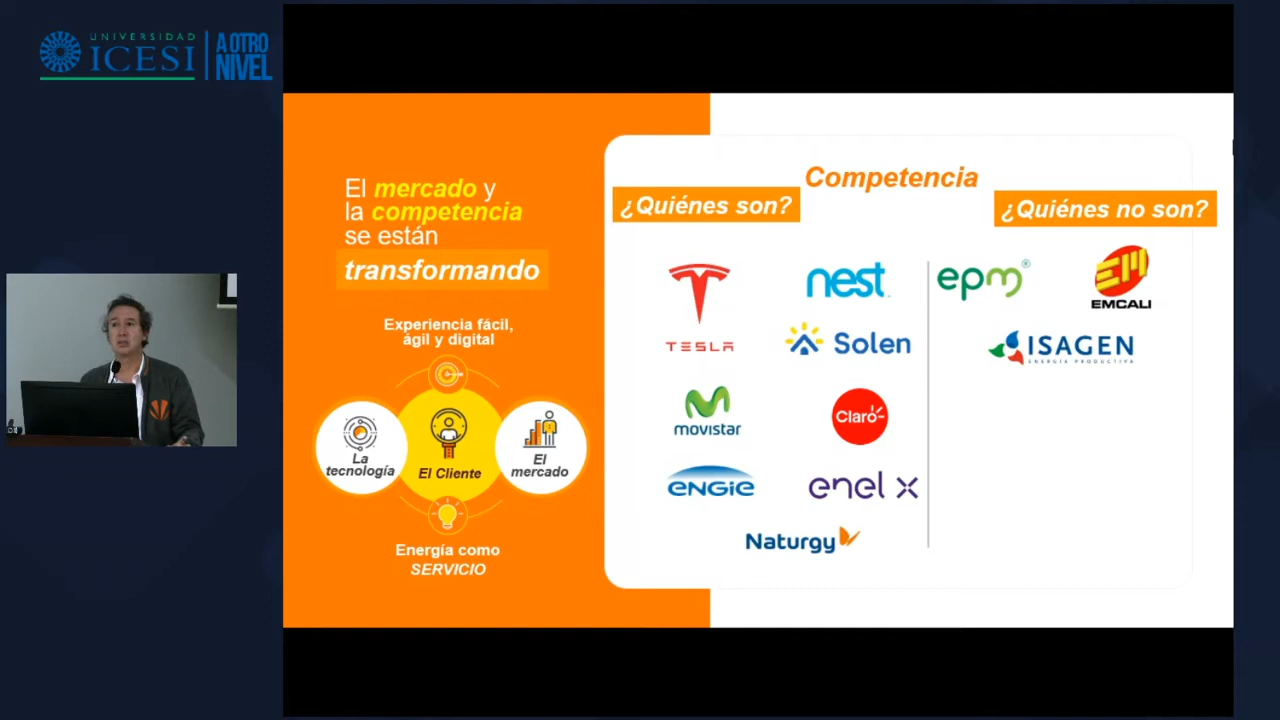 UNIVERSIDAD
ICESI
A OTRO
NIVEL
El mercado y
la competencia
se están
transformando
Experiencia fácil,
ágil y digital
La
tecnología
El Cliente
El
mercado
Energía como
SERVICIO
Competencia
¿Quiénes son?
¿Quiénes no son?
TESLA
nest
Solen
movistar
Claro
ENGIE
enel x
Naturgy
epm®
EM
EMCALI
ISAGEN
ENERGÍA PRODUCTIVA